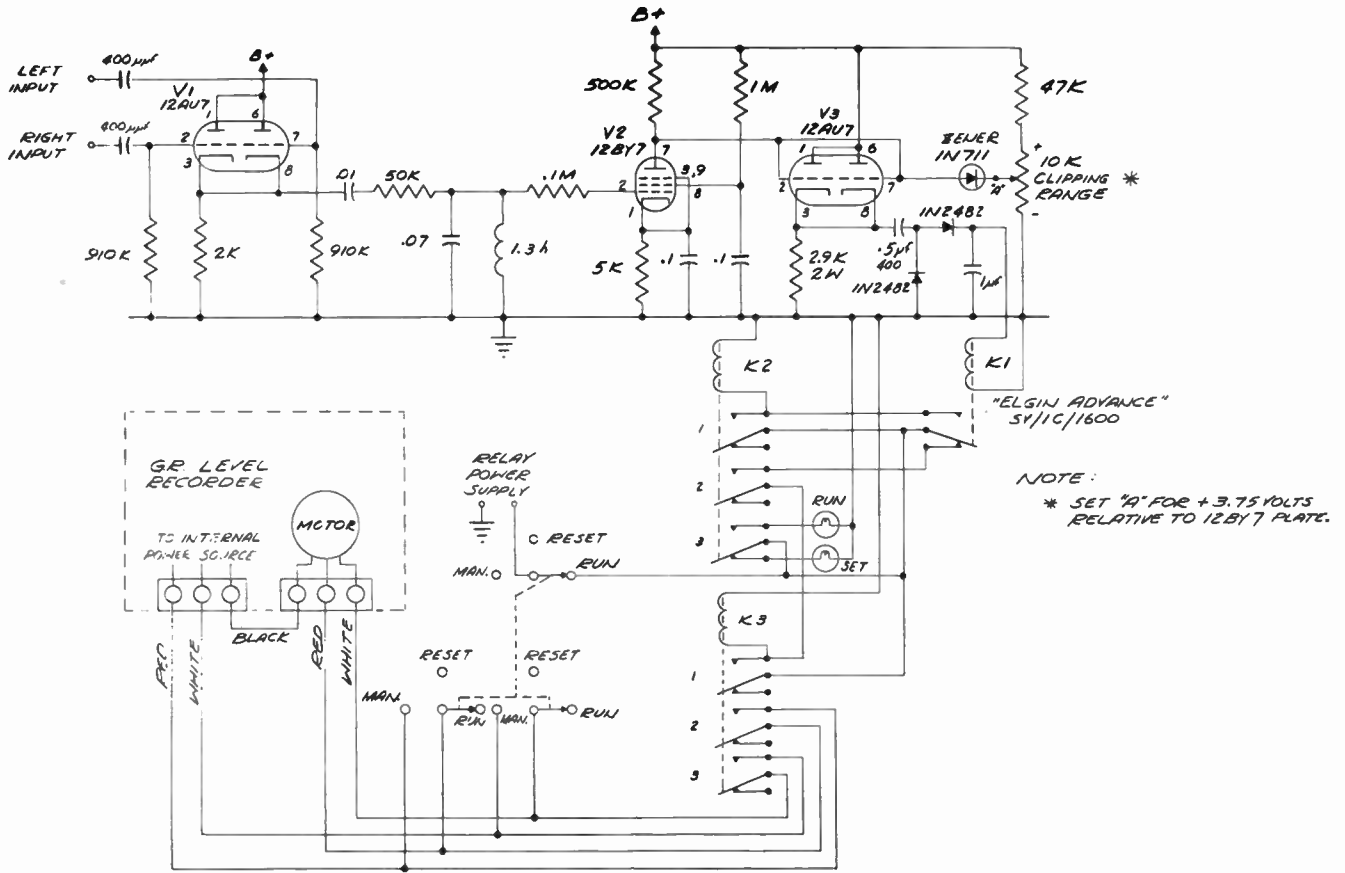 LEFT
INPUT
400 µµf
RIGHT
INPUT
400 µµf
V1
12AU7
B+
1
6
2
7
3
8
910K
2K
910K
.01
50K
.07
1.3 h
.1M
B+
500K
1M
V2
12BY7
7
3,9
2
8
1
5K
.1
.1
V3
12AU7
1
6
2
7
3
8
2.9K
2W
.5µf
400
1N2482
1N2482
1µf
ZENER
1N711
"A"
47K
+
10K
CLIPPING
RANGE *
-
K2
1
2
3
K1
"ELGIN ADVANCE"
SY/1C/1600
NOTE:
* SET "A" FOR +3.75 VOLTS
RELATIVE TO 12BY7 PLATE.
RUN
SET
K3
1
2
3
G.R. LEVEL
RECORDER
MOTOR
TO INTERNAL
POWER SOURCE
RED
WHITE
BLACK
RED
WHITE
RELAY
POWER
SUPPLY
RESET
MAN.
RUN
RESET
RESET
MAN.
RUN
MAN.
RUN